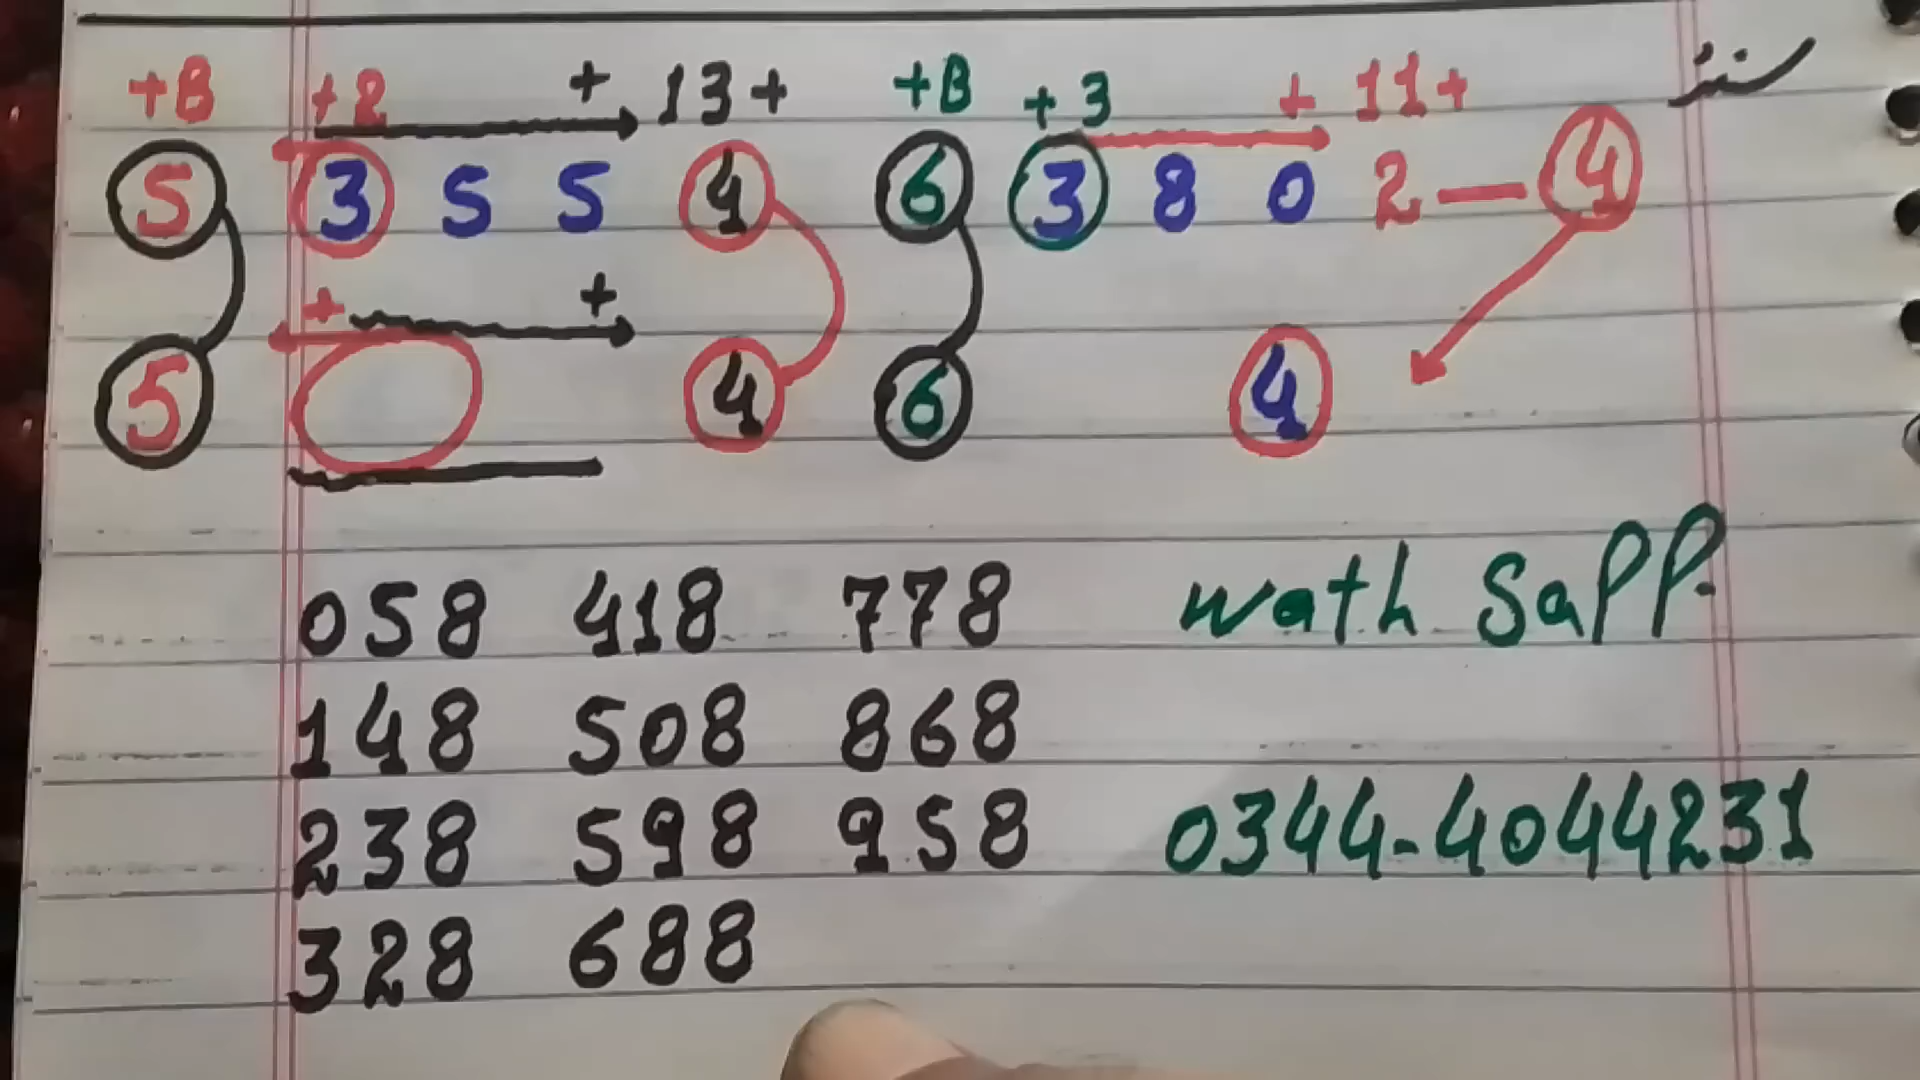 +8 +2 + 13+ +8 +3 + 11+
5 3 5 5 4 6 3 8 0 2 — 4
+ +
5 4 6 4
058 418 778 wath SaPP.
148 508 868
238 598 958 0344-4044231
328 688